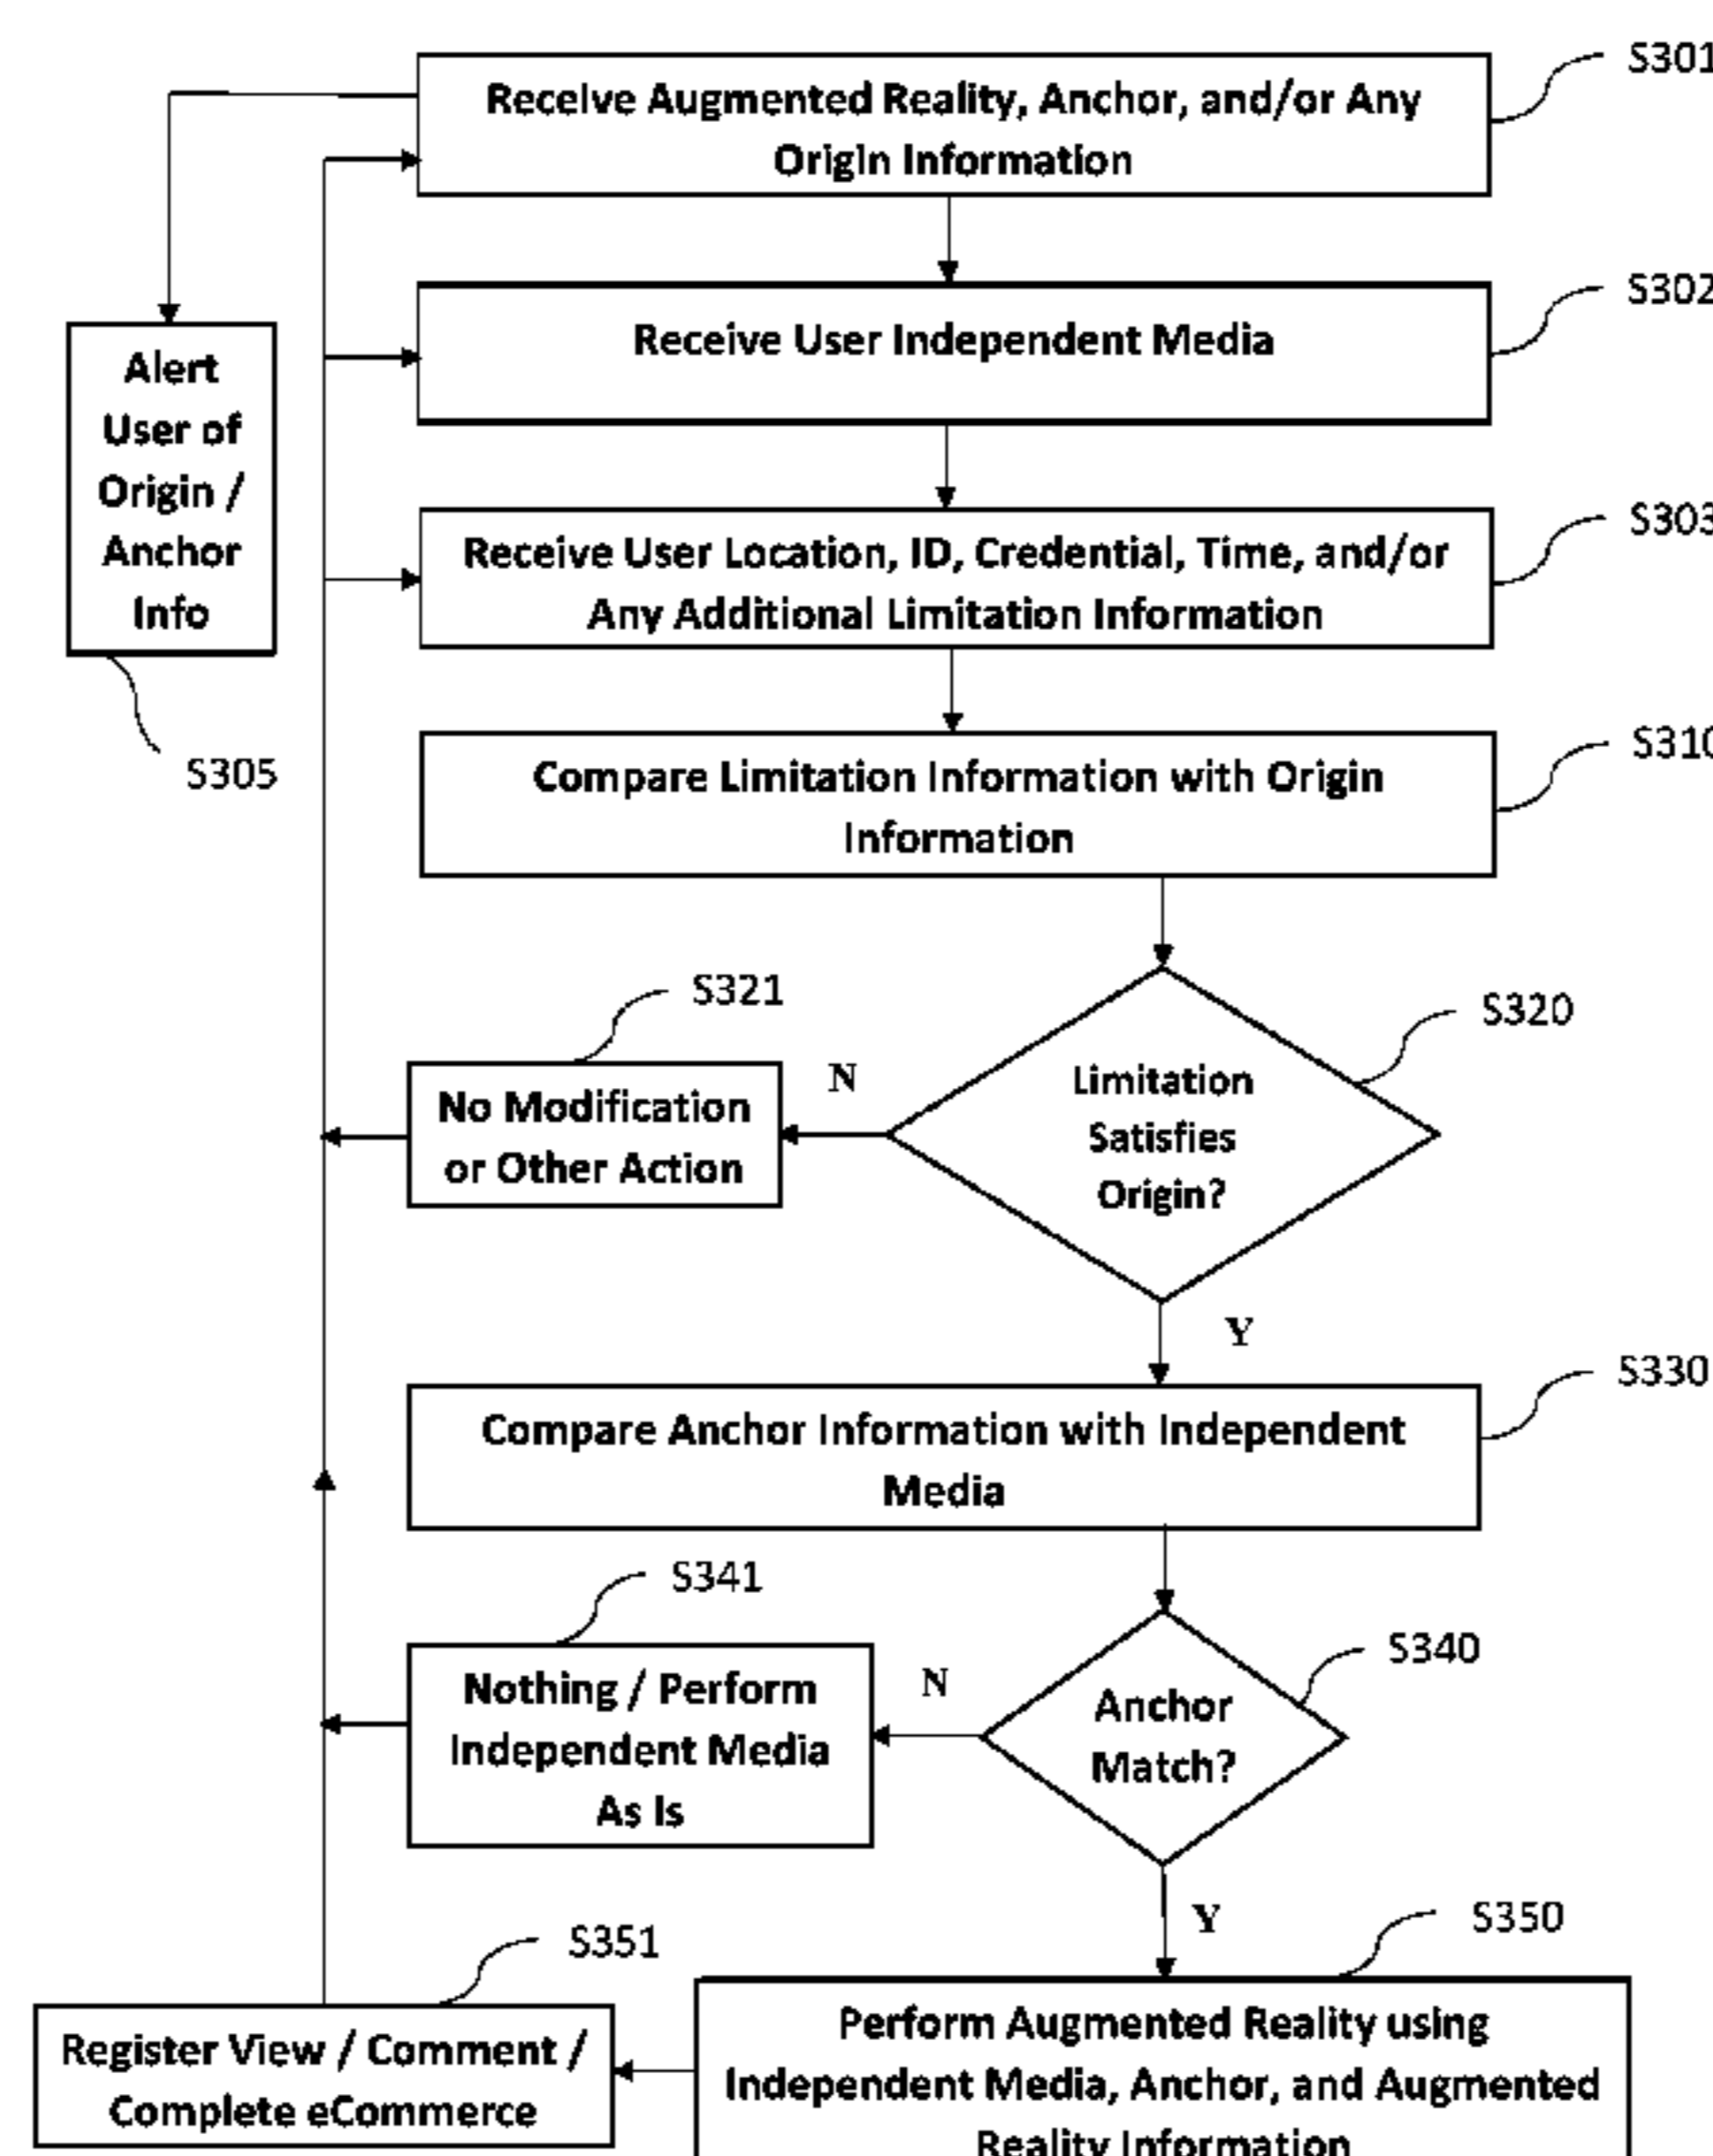 S301
Receive Augmented Reality, Anchor, and/or Any
Origin Information
S302
Receive User Independent Media
Alert
User of
Origin /
Anchor
Info
S305
S303
Receive User Location, ID, Credential, Time, and/or
Any Additional Limitation Information
S310
Compare Limitation Information with Origin
Information
S321
S320
No Modification
or Other Action
N
Limitation
Satisfies
Origin?
Y
S330
Compare Anchor Information with Independent
Media
S341
S340
Nothing / Perform
Independent Media
As Is
N
Anchor
Match?
Y
S350
S351
Register View / Comment /
Complete eCommerce
Perform Augmented Reality using
Independent Media, Anchor, and Augmented
Reality Information